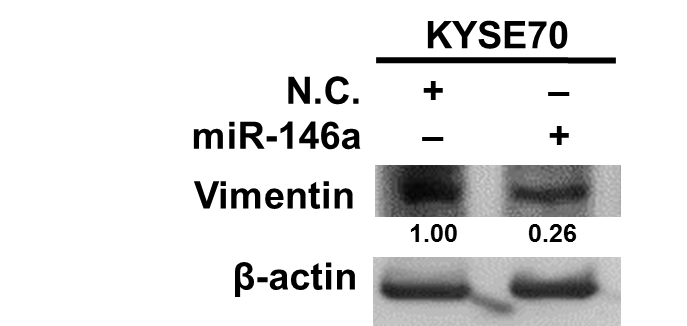 KYSE70
N.C. + –
miR-146a – +
Vimentin
1.00 0.26
β-actin